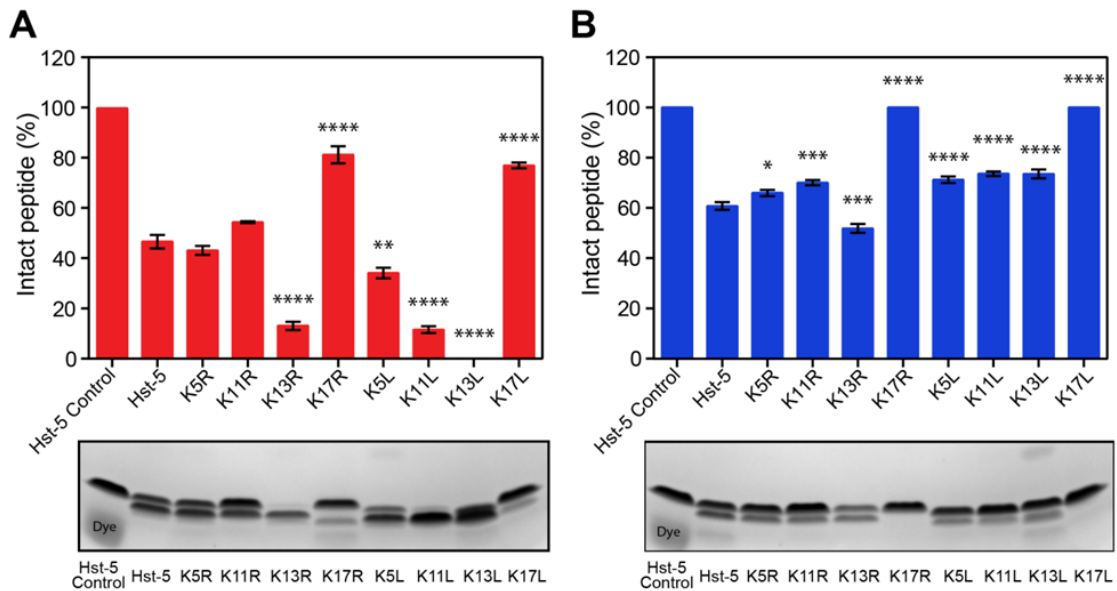 A
Intact peptide (%)
120
100
80
60
40
20
0
****
****
**
****
****
****
Hst-5 Control
Hst-5
K5R
K11R
K13R
K17R
K5L
K11L
K13L
K17L
Dye
Hst-5 Control Hst-5 K5R K11R K13R K17R K5L K11L K13L K17L
B
Intact peptide (%)
120
100
80
60
40
20
0
*
***
***
****
****
****
****
****
Hst-5 Control
Hst-5
K5R
K11R
K13R
K17R
K5L
K11L
K13L
K17L
Dye
Hst-5 Control Hst-5 K5R K11R K13R K17R K5L K11L K13L K17L